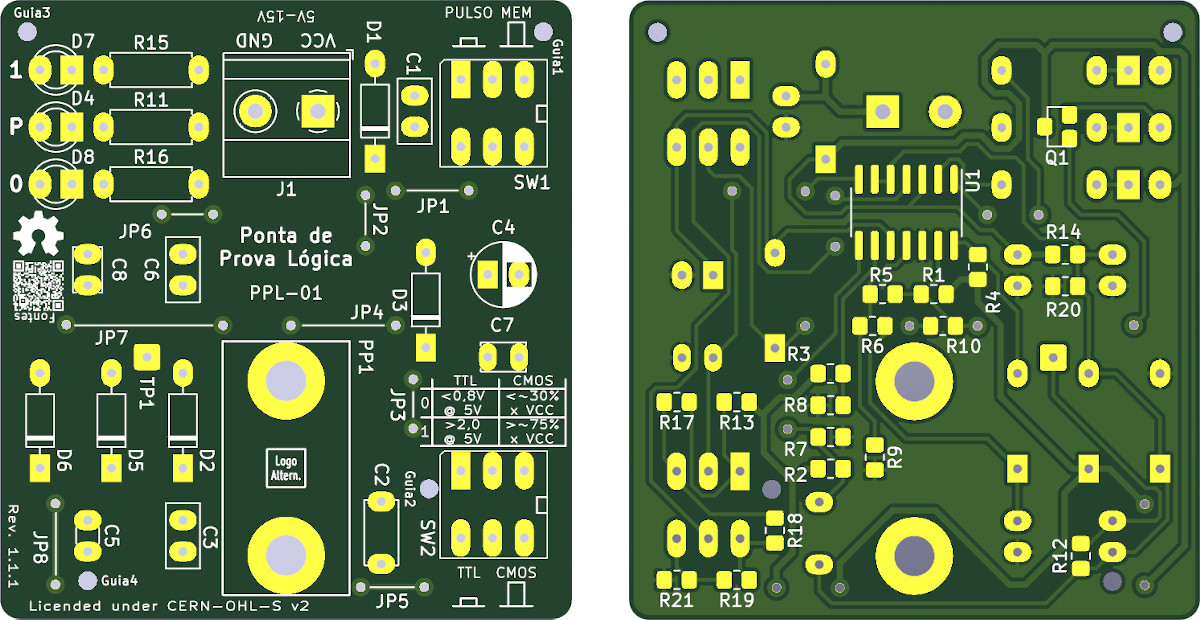 Guia3
PULSO MEM
5V-15V
GND VCC
D1
C1
Guia1
D7
R15
1
D4
R11
P
D8
R16
0
J1
SW1
JP1
JP2
JP6
C8
C6
Ponta de
Prova Lógica
PPL-01
C4
+
D3
Fontes
JP7
JP4
C7
TP1
PP1
JP3
TTL CMOS
0 <0,8V <~30%
@ 5V x VCC
1 >2,0 >~75%
@ 5V x VCC
D6
D5
D2
Logo
Altern.
C2
Guia2
SW2
Rev. 1.1.1
JP8
C5
C3
Guia4
TTL CMOS
JP5
Licended under CERN-OHL-S v2
Q1
U1
R14
R5 R1
R4
R20
R6 R10
R3
R17 R13 R8
R7
R9
R2
R18
R12
R21 R19